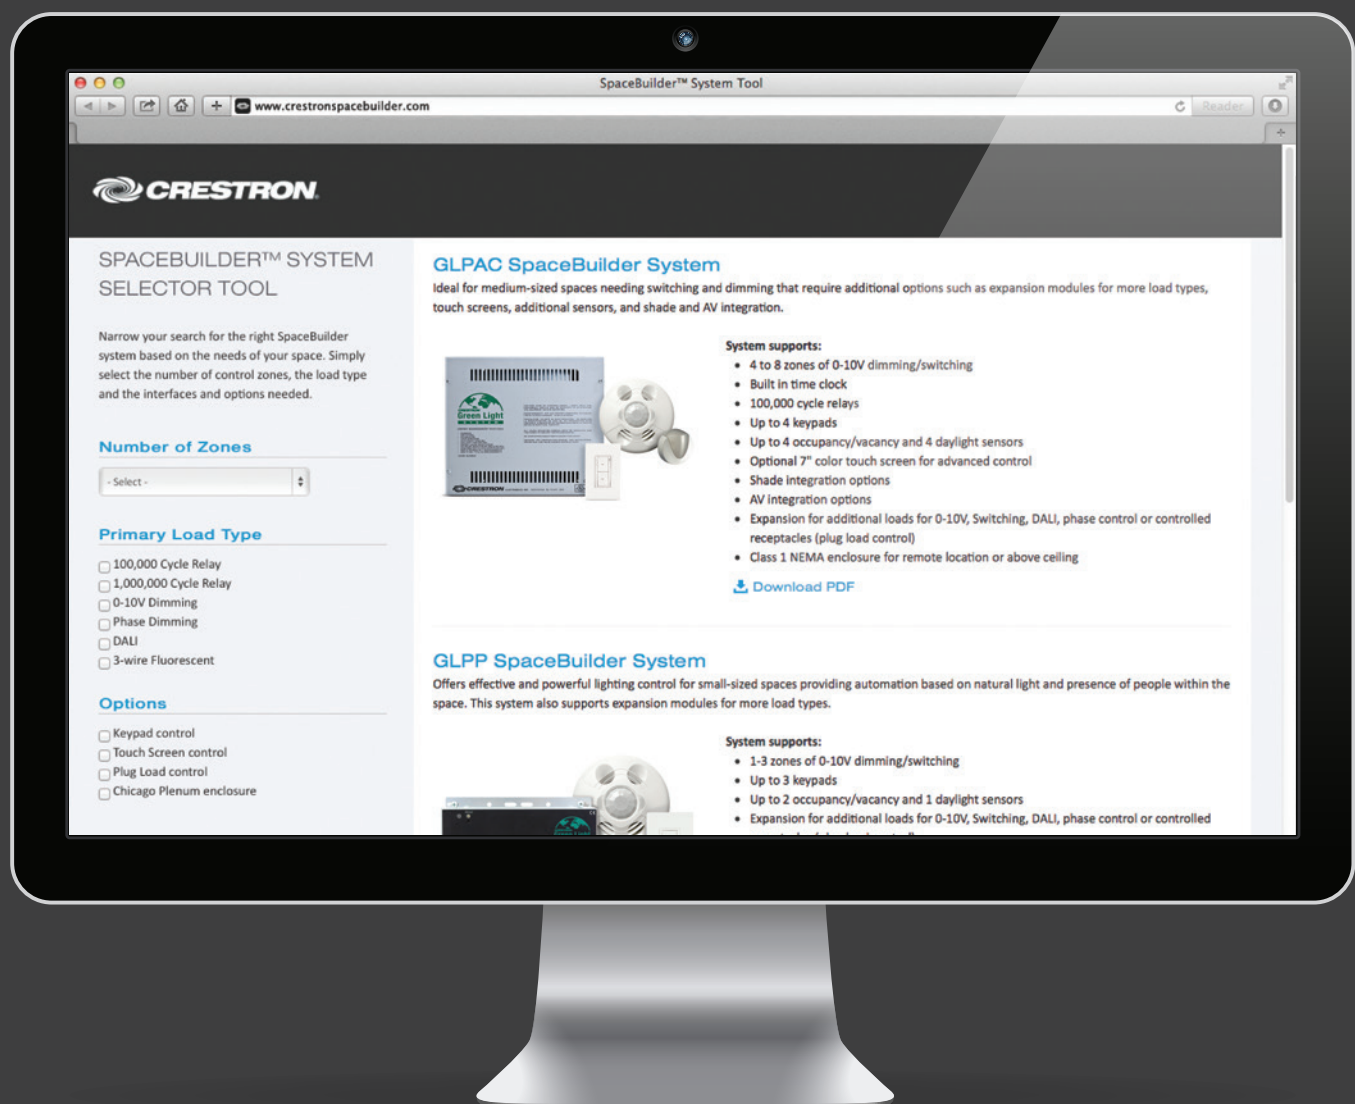 SpaceBuilder™ System Tool
www.crestronspacebuilder.com
Reader
CRESTRON
SPACEBUILDER™ SYSTEM
SELECTOR TOOL
Narrow your search for the right SpaceBuilder
system based on the needs of your space. Simply
select the number of control zones, the load type
and the interfaces and options needed.
Number of Zones
- Select -
Primary Load Type
100,000 Cycle Relay
1,000,000 Cycle Relay
0-10V Dimming
Phase Dimming
DALI
3-wire Fluorescent
Options
Keypad control
Touch Screen control
Plug Load control
Chicago Plenum enclosure
GLPAC SpaceBuilder System
Ideal for medium-sized spaces needing switching and dimming that require additional options such as expansion modules for more load types,
touch screens, additional sensors, and shade and AV integration.
Green Light
SYSTEM
CRESTRON
System supports:
• 4 to 8 zones of 0-10V dimming/switching
• Built in time clock
• 100,000 cycle relays
• Up to 4 keypads
• Up to 4 occupancy/vacancy and 4 daylight sensors
• Optional 7" color touch screen for advanced control
• Shade integration options
• AV integration options
• Expansion for additional loads for 0-10V, Switching, DALI, phase control or controlled
receptacles (plug load control)
• Class 1 NEMA enclosure for remote location or above ceiling
Download PDF
GLPP SpaceBuilder System
Offers effective and powerful lighting control for small-sized spaces providing automation based on natural light and presence of people within the
space. This system also supports expansion modules for more load types.
System supports:
• 1-3 zones of 0-10V dimming/switching
• Up to 3 keypads
• Up to 2 occupancy/vacancy and 1 daylight sensors
• Expansion for additional loads for 0-10V, Switching, DALI, phase control or controlled